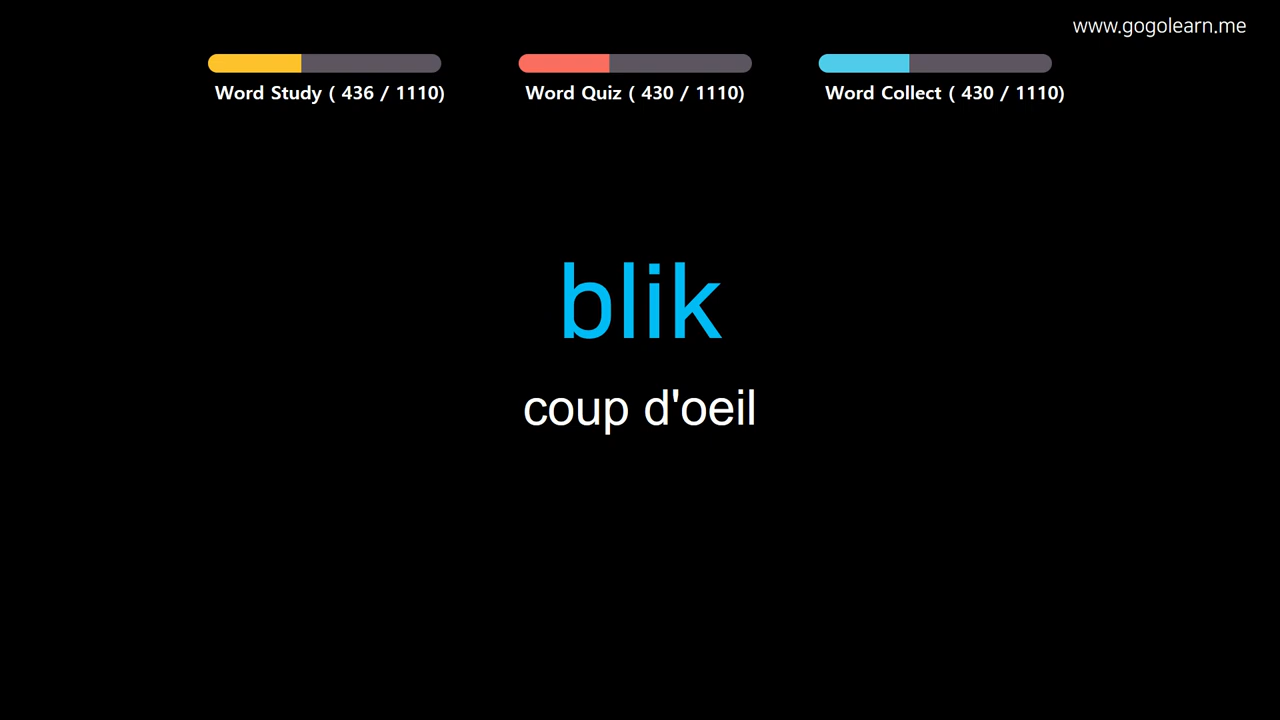 www.gogolearn.me
Word Study ( 436 / 1110)
Word Quiz ( 430 / 1110)
Word Collect ( 430 / 1110)
blik
coup d'oeil